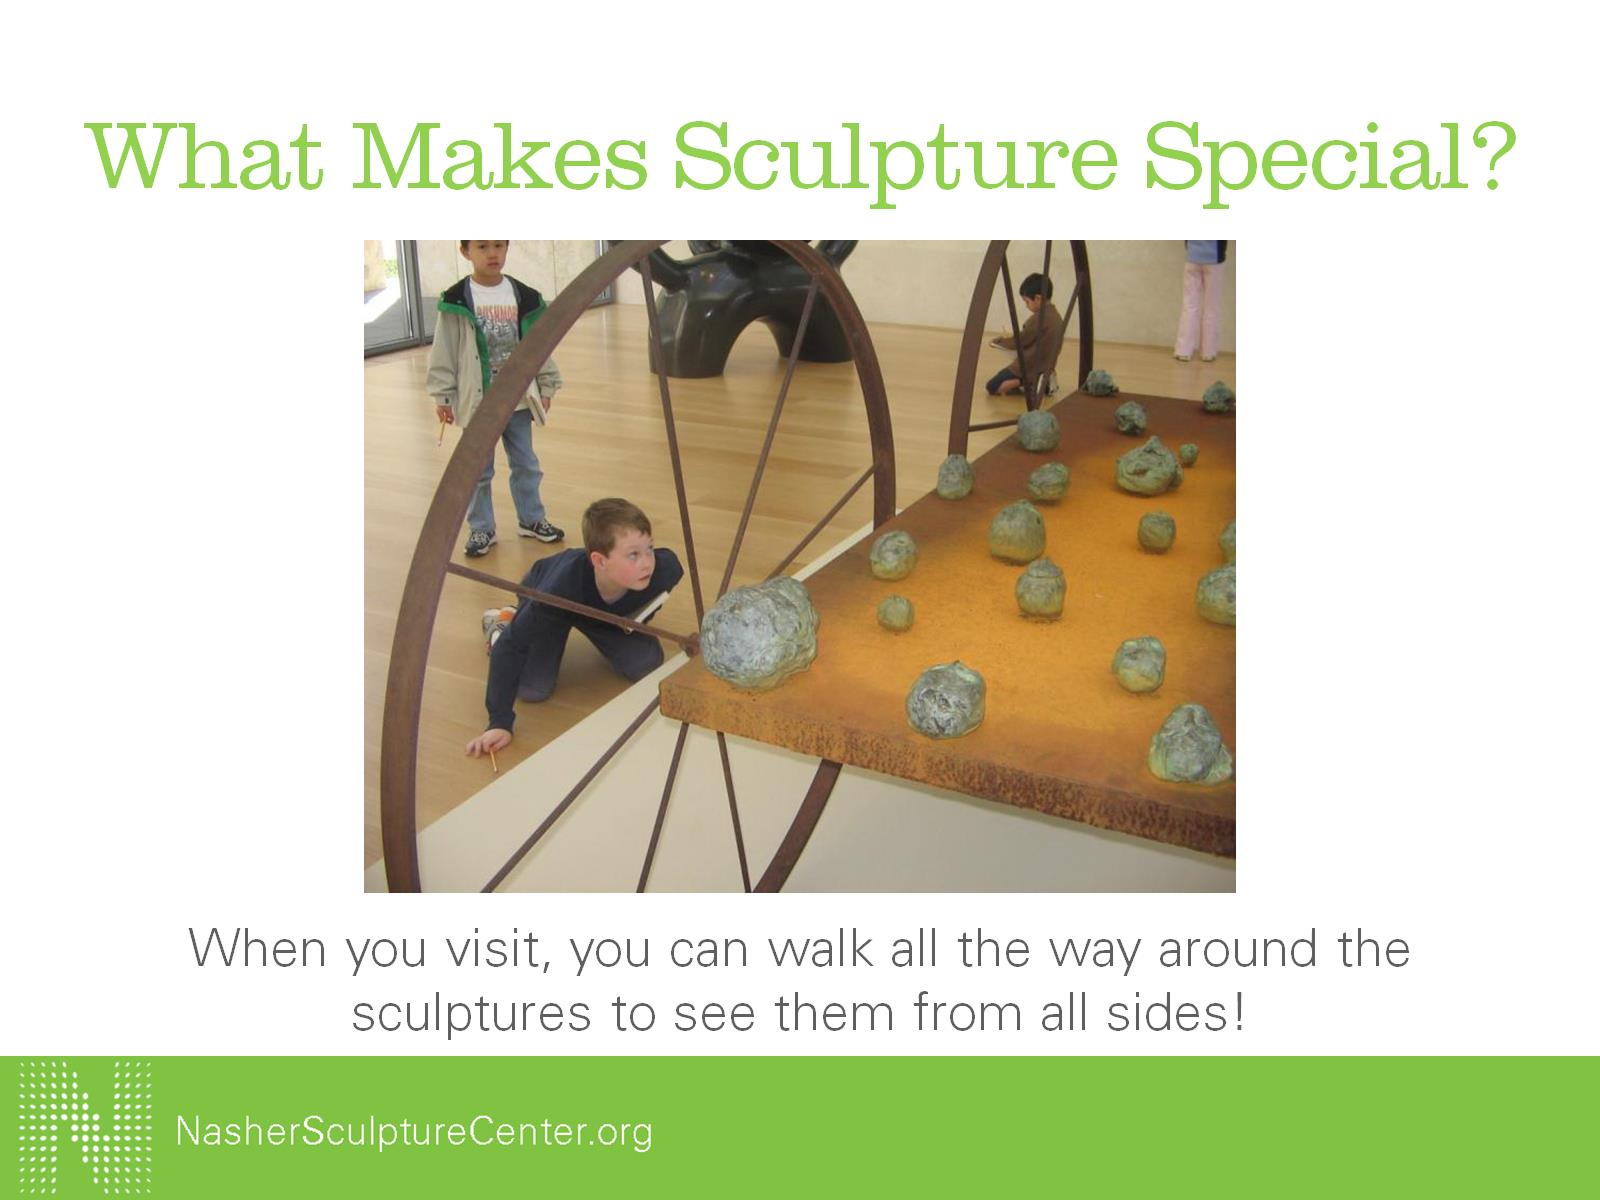 What Makes Sculpture Special?
RUSHMORE
When you visit, you can walk all the way around the
sculptures to see them from all sides!
N
NasherSculptureCenter.org